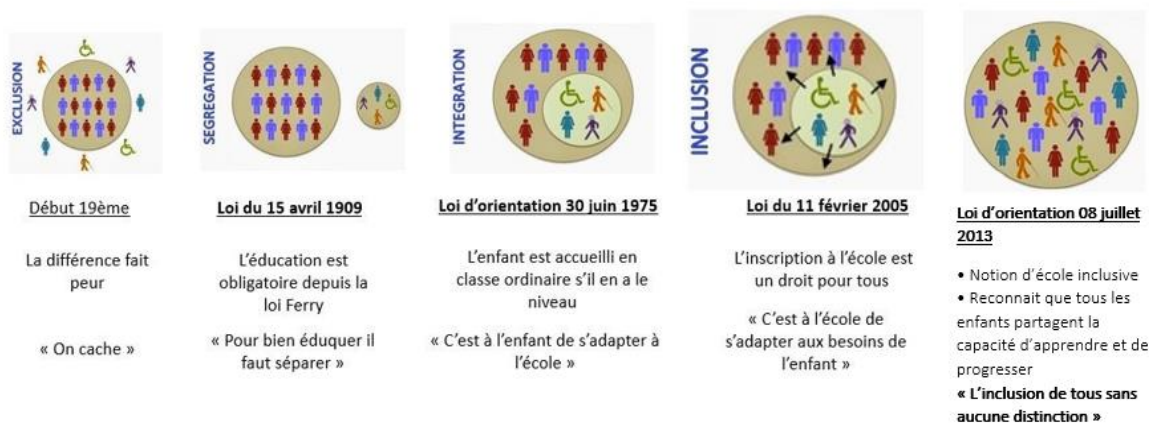 EXCLUSION
Début 19ème
La différence fait
peur
« On cache »
SEGREGATION
Loi du 15 avril 1909
L'éducation est
obligatoire depuis la
loi Ferry
« Pour bien éduquer il
faut séparer »
INTEGRATION
Loi d'orientation 30 juin 1975
L'enfant est accueilli en
classe ordinaire s'il en a le
niveau
« C'est à l'enfant de s'adapter à
l'école »
INCLUSION
Loi du 11 février 2005
L'inscription à l'école est
un droit pour tous
« C'est à l'école de
s'adapter aux besoins de
l'enfant »
Loi d'orientation 08 juillet
2013
• Notion d'école inclusive
• Reconnait que tous les
enfants partagent la
capacité d'apprendre et de
progresser
« L'inclusion de tous sans
aucune distinction »